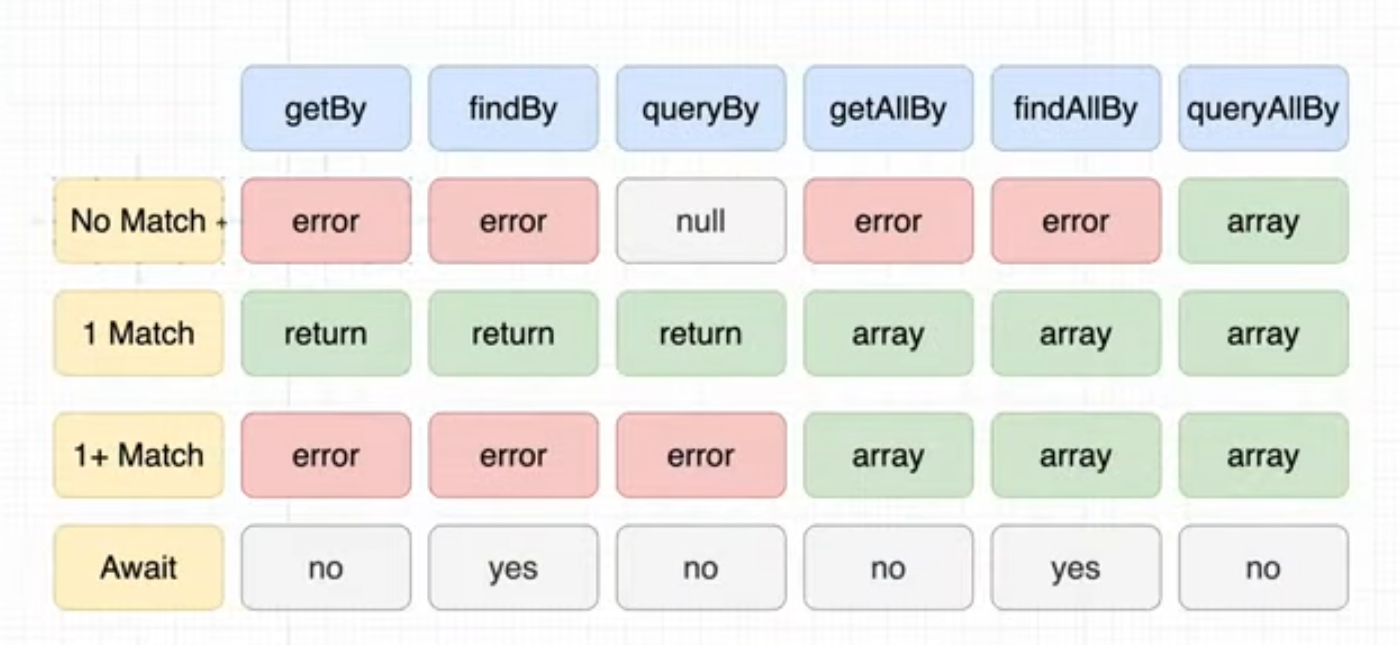 getBy findBy queryBy getAllBy findAllBy queryAllBy
No Match error error null error error array
1 Match return return return array array array
1+ Match error error error array array array
Await no yes no no yes no